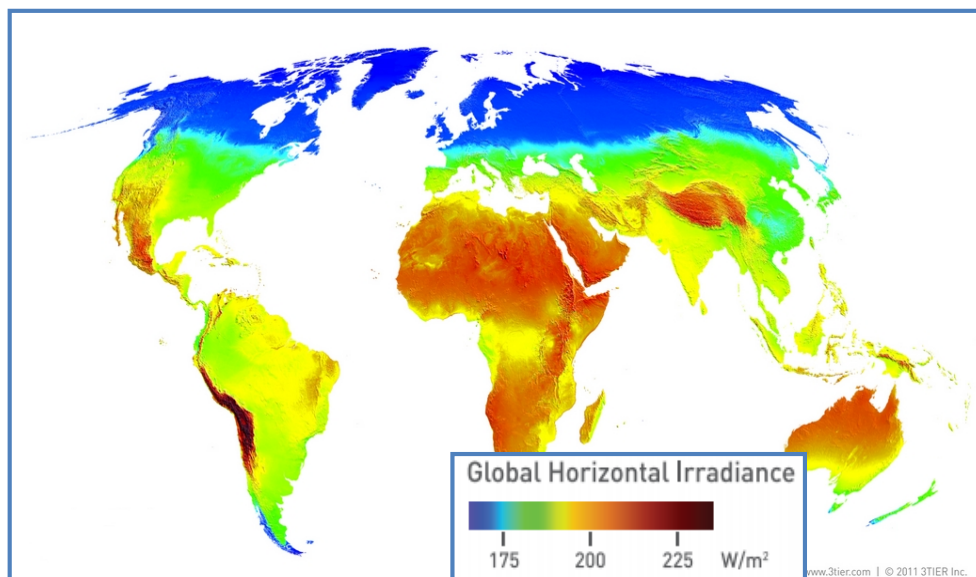 Global Horizontal Irradiance
175 200 225 W/m²
www.3tier.com | © 2011 3TIER Inc.